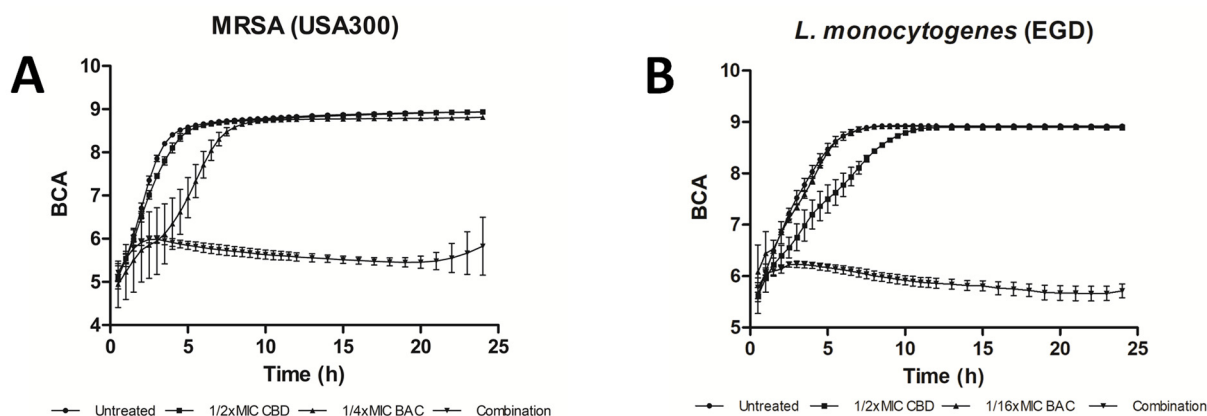 MRSA (USA300)
A
10
9
8
7
6
5
4
BCA
0 5 10 15 20 25
Time (h)
Untreated 1/2xMIC CBD 1/4xMIC BAC Combination
L. monocytogenes (EGD)
B
10
9
8
7
6
5
BCA
0 5 10 15 20 25
Time (h)
Untreated 1/2xMIC CBD 1/16xMIC BAC Combination